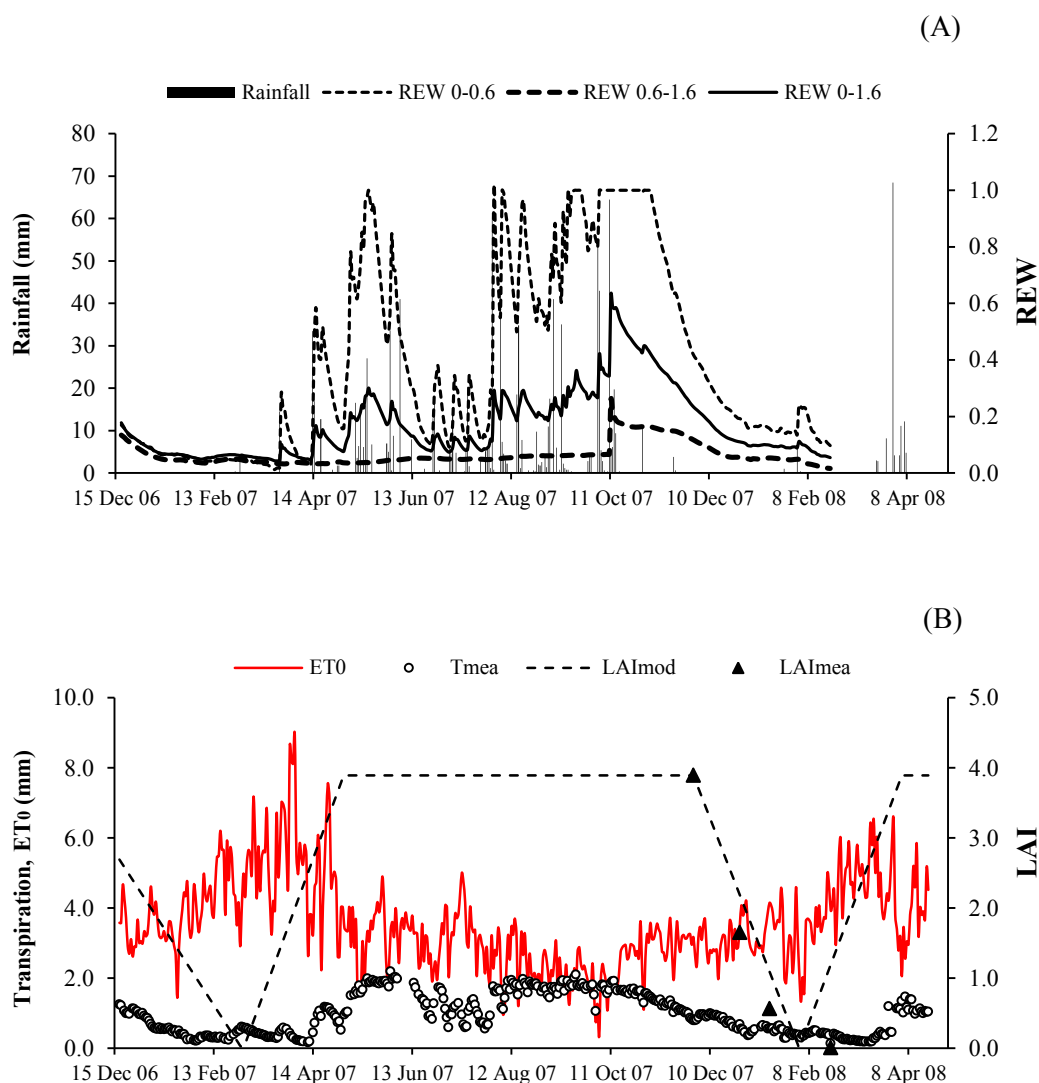 (A)
Rainfall REW 0-0.6 REW 0.6-1.6 REW 0-1.6
80 1.2
70 1.0
60
50 0.8
40 0.6
30 0.4
20
10 0.2
0 0.0
Rainfall (mm)
REW
15 Dec 06 13 Feb 07 14 Apr 07 13 Jun 07 12 Aug 07 11 Oct 07 10 Dec 07 8 Feb 08 8 Apr 08
(B)
ET0 Tmea LAImod LAImea
10.0 5.0
8.0 4.0
6.0 3.0
4.0 2.0
2.0 1.0
0.0 0.0
Transpiration, ET0 (mm)
LAI
15 Dec 06 13 Feb 07 14 Apr 07 13 Jun 07 12 Aug 07 11 Oct 07 10 Dec 07 8 Feb 08 8 Apr 08